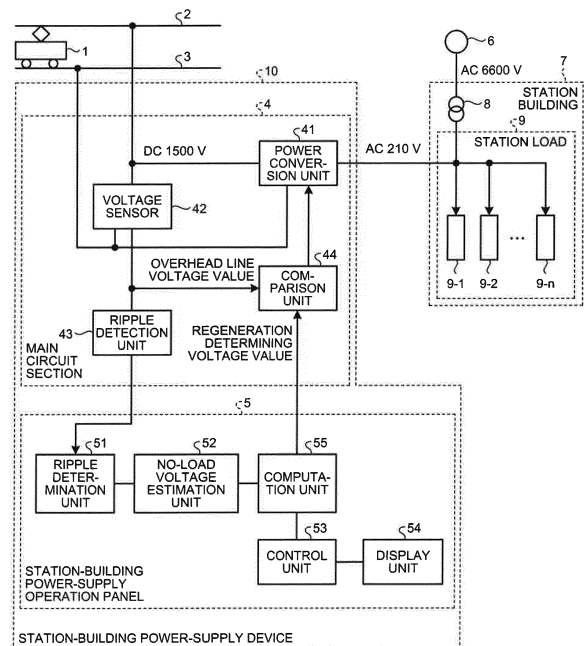 2
1
3
6
10
AC 6600 V
7
STATION
BUILDING
8
4
9
STATION LOAD
41
DC 1500 V
POWER
CONVER-
SION UNIT
AC 210 V
VOLTAGE
SENSOR
42
44
...
OVERHEAD LINE
VOLTAGE VALUE
COM-
PARISON
UNIT
9-1
9-2
9-n
43
RIPPLE
DETECTION
UNIT
REGENERATION
DETERMINING
VOLTAGE VALUE
MAIN
CIRCUIT
SECTION
5
51
52
55
RIPPLE
DETER-
MINATION
UNIT
NO-LOAD
VOLTAGE
ESTIMATION
UNIT
COMPUTA-
TION UNIT
53
54
CONTROL
UNIT
DISPLAY
UNIT
STATION-BUILDING
POWER-SUPPLY
OPERATION PANEL
STATION-BUILDING POWER-SUPPLY DEVICE